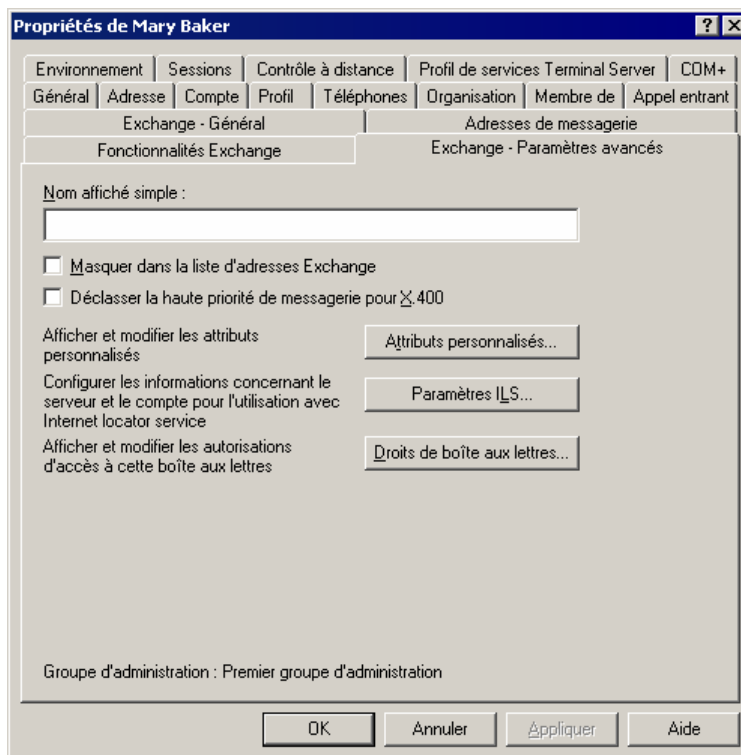 Propriétés de Mary Baker
Environnement Sessions Contrôle à distance Profil de services Terminal Server COM+
Général Adresse Compte Profil Téléphones Organisation Membre de Appel entrant
Exchange - Général Adresses de messagerie
Fonctionnalités Exchange Exchange - Paramètres avancés
Nom affiché simple :
Masquer dans la liste d'adresses Exchange
Déclasser la haute priorité de messagerie pour X.400
Afficher et modifier les attributs
personnalisés
Attributs personnalisés...
Configurer les informations concernant le
serveur et le compte pour l'utilisation avec
Internet locator service
Paramètres ILS...
Afficher et modifier les autorisations
d'accès à cette boîte aux lettres
Droits de boîte aux lettres...
Groupe d'administration : Premier groupe d'administration
OK Annuler Appliquer Aide